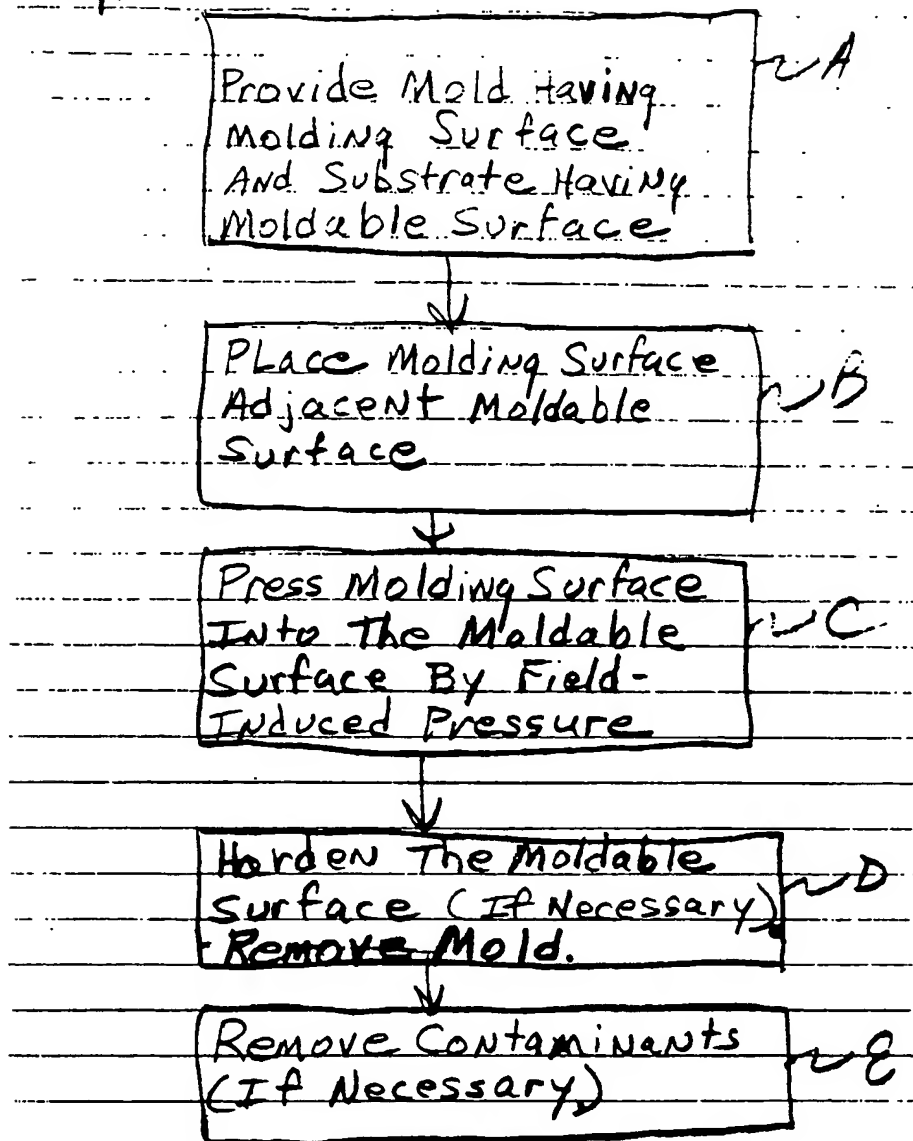 Provide Mold Having
Molding Surface
And Substrate Having
Moldable Surface
A
Place Molding Surface
Adjacent Moldable
Surface
B
Press Molding Surface
Into The Moldable
Surface By Field-
Induced Pressure
C
Harden The Moldable
Surface (If Necessary).
Remove Mold.
D
Remove Contaminants
(If Necessary)
E